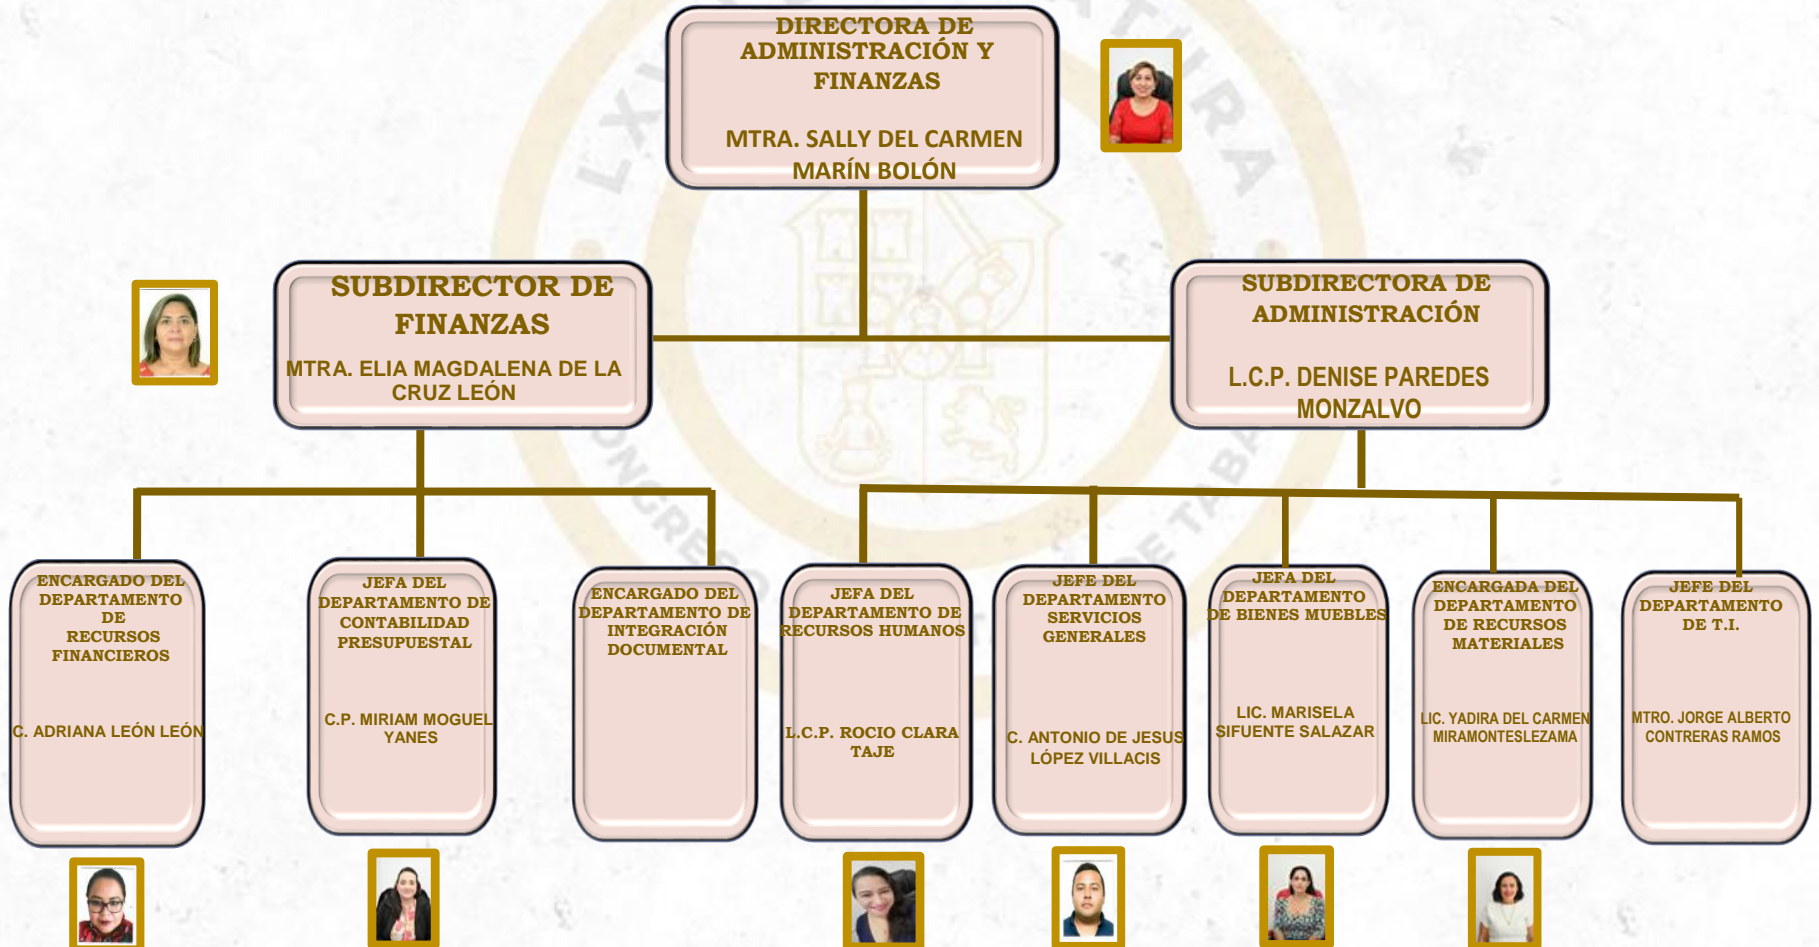 DIRECTORA DE
ADMINISTRACIÓN Y
FINANZAS
MTRA. SALLY DEL CARMEN
MARÍN BOLÓN
SUBDIRECTOR DE
FINANZAS
MTRA. ELIA MAGDALENA DE LA
CRUZ LEÓN
SUBDIRECTORA DE
ADMINISTRACIÓN
L.C.P. DENISE PAREDES
MONZALVO
ENCARGADO DEL
DEPARTAMENTO
DE
RECURSOS
FINANCIEROS
C. ADRIANA LEÓN LEÓN
JEFA DEL
DEPARTAMENTO DE
CONTABILIDAD
PRESUPUESTAL
C.P. MIRIAM MOGUEL
YANES
ENCARGADO DEL
DEPARTAMENTO DE
INTEGRACIÓN
DOCUMENTAL
JEFA DEL
DEPARTAMENTO DE
RECURSOS HUMANOS
L.C.P. ROCIO CLARA
TAJE
JEFE DEL
DEPARTAMENTO
SERVICIOS
GENERALES
C. ANTONIO DE JESUS
LÓPEZ VILLACIS
JEFA DEL
DEPARTAMENTO
DE BIENES MUEBLES
LIC. MARISELA
SIFUENTE SALAZAR
ENCARGADA DEL
DEPARTAMENTO
DE RECURSOS
MATERIALES
LIC. YADIRA DEL CARMEN
MIRAMONTESLEZAMA
JEFE DEL
DEPARTAMENTO
DE T.I.
MTRO. JORGE ALBERTO
CONTRERAS RAMOS